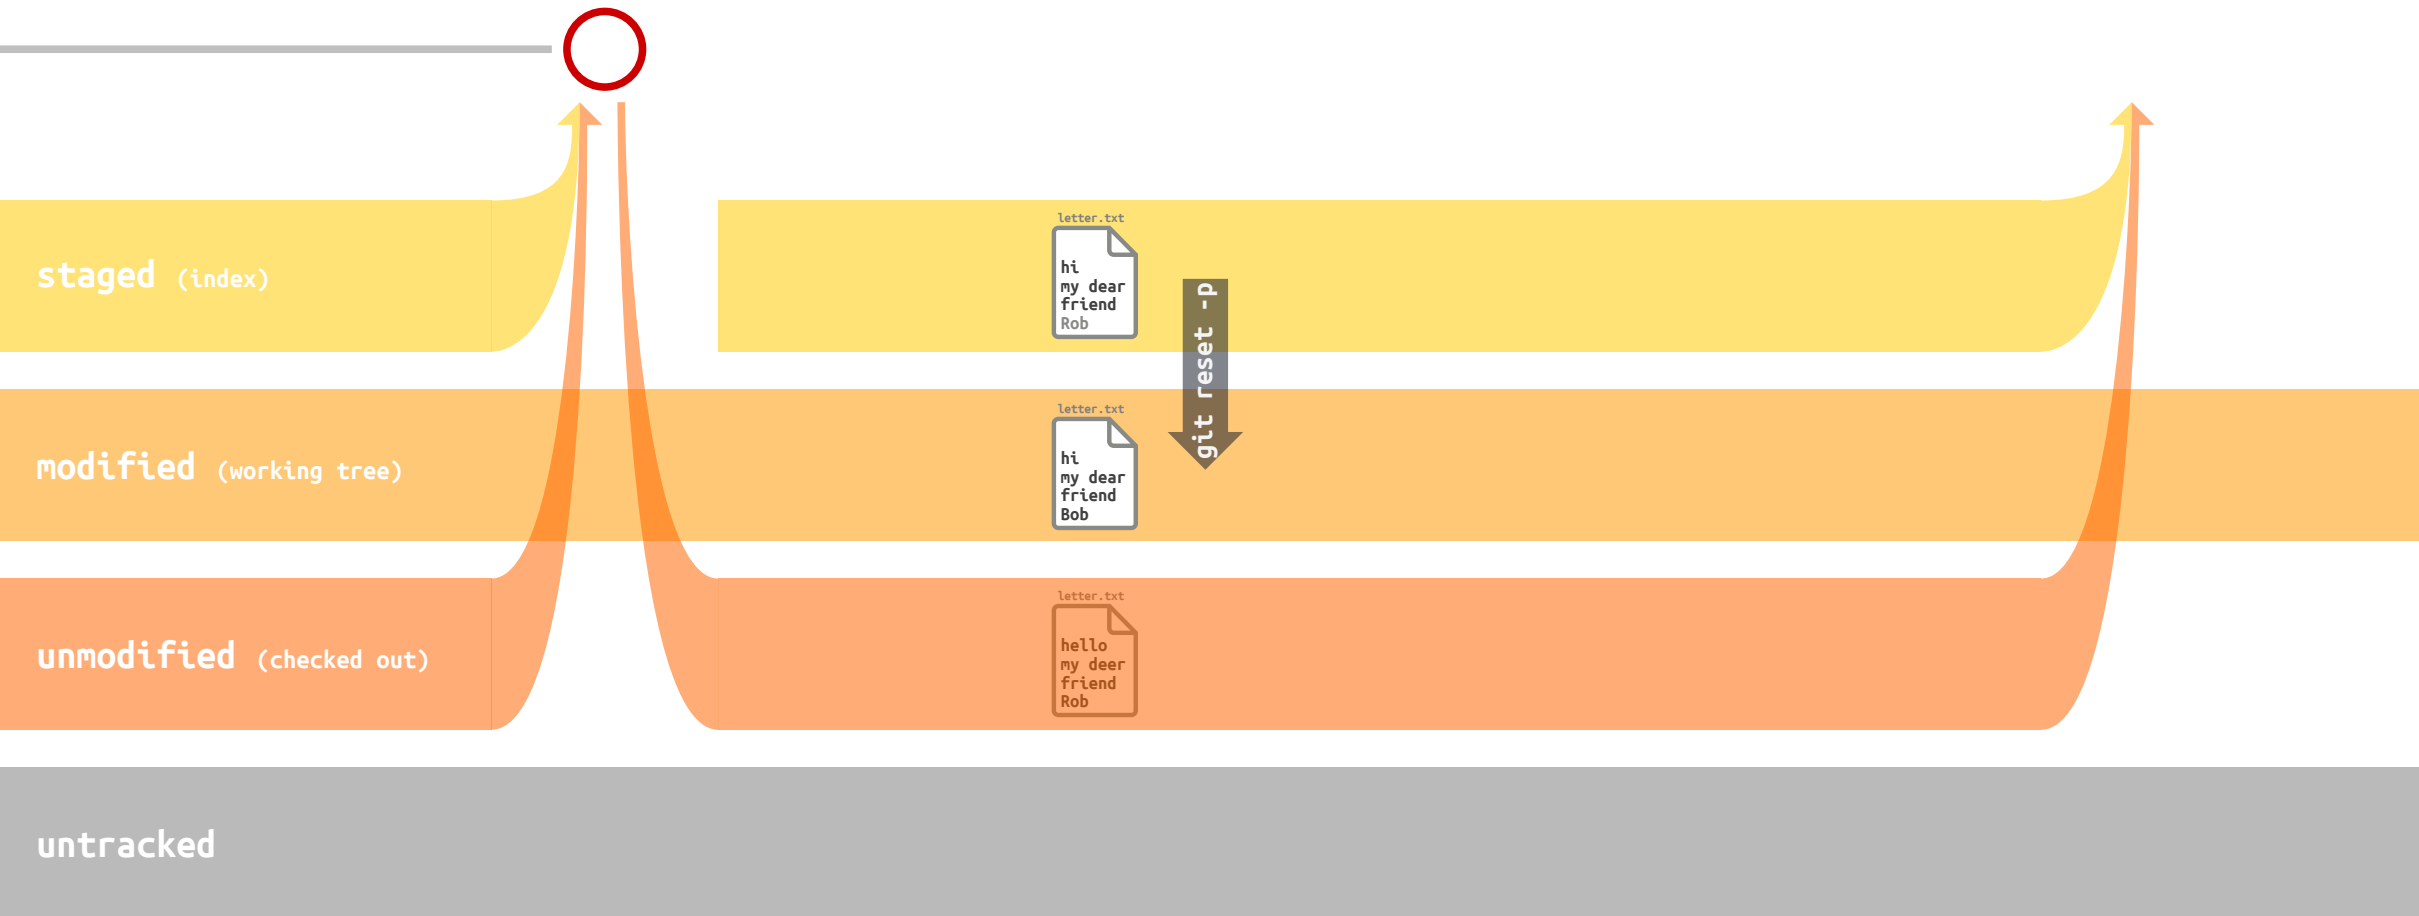 letter.txt
hi
my dear
friend
Rob
staged (index)
git reset -p
letter.txt
hi
my dear
friend
Bob
modified (working tree)
letter.txt
hello
my deer
friend
Rob
unmodified (checked out)
untracked